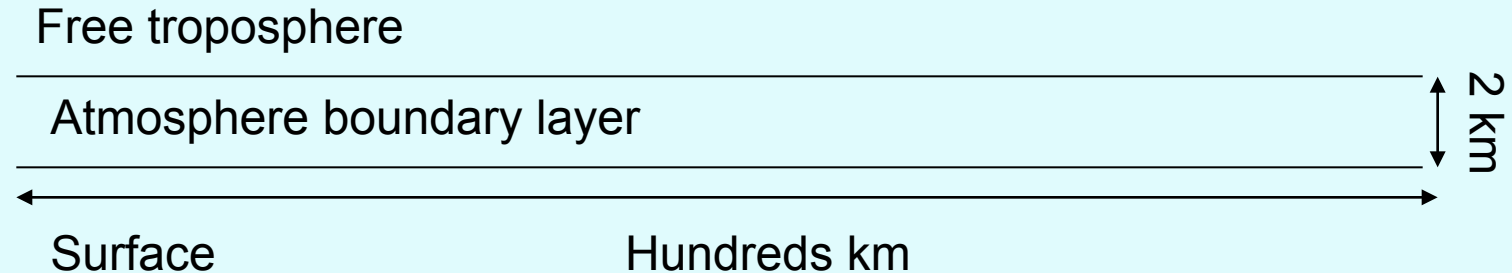 Free troposphere
Atmosphere boundary layer
2 km
Surface
Hundreds km